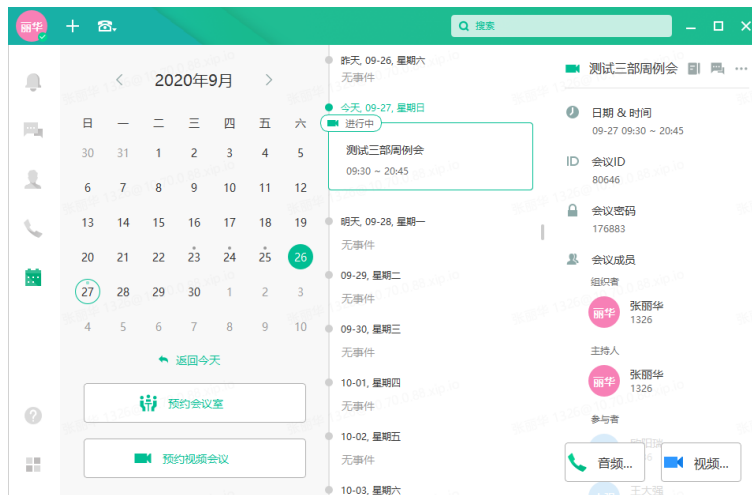 丽华
搜索
2020年9月
日 一 二 三 四 五 六
30 31 1 2 3 4 5
6 7 8 9 10 11 12
13 14 15 16 17 18 19
20 21 22 23 24 25 26
27 28 29 30 1 2 3
4 5 6 7 8 9 10
返回今天
预约会议室
预约视频会议
昨天, 09-26, 星期六
无事件
今天, 09-27, 星期日
进行中
测试三部周例会
09:30 ~ 20:45
明天, 09-28, 星期一
无事件
09-29, 星期二
无事件
09-30, 星期三
无事件
10-01, 星期四
无事件
10-02, 星期五
无事件
10-03, 星期六
测试三部周例会
日期 & 时间
09-27 09:30 ~ 20:45
ID 会议ID
80646
会议密码
176883
会议成员
组织者
丽华 张丽华
1326
主持人
丽华 张丽华
1326
参与者
音频...
视频...
王大强